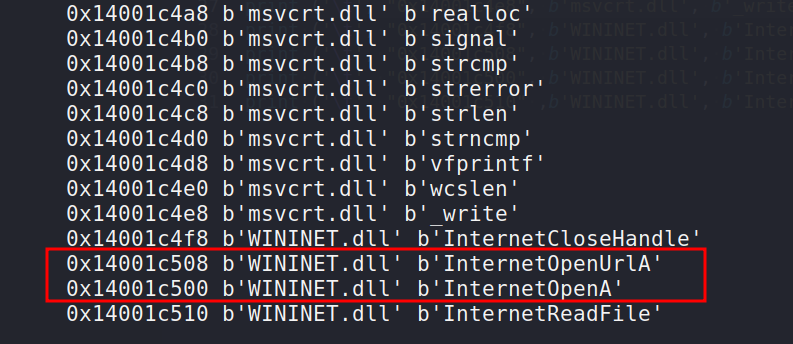 0x14001c4a8 b'msvcrt.dll' b'realloc'
0x14001c4b0 b'msvcrt.dll' b'signal'
0x14001c4b8 b'msvcrt.dll' b'strcmp'
0x14001c4c0 b'msvcrt.dll' b'strerror'
0x14001c4c8 b'msvcrt.dll' b'strlen'
0x14001c4d0 b'msvcrt.dll' b'strncmp'
0x14001c4d8 b'msvcrt.dll' b'vfprintf'
0x14001c4e0 b'msvcrt.dll' b'wcslen'
0x14001c4e8 b'msvcrt.dll' b'_write'
0x14001c4f8 b'WININET.dll' b'InternetCloseHandle'
0x14001c508 b'WININET.dll' b'InternetOpenUrlA'
0x14001c500 b'WININET.dll' b'InternetOpenA'
0x14001c510 b'WININET.dll' b'InternetReadFile'